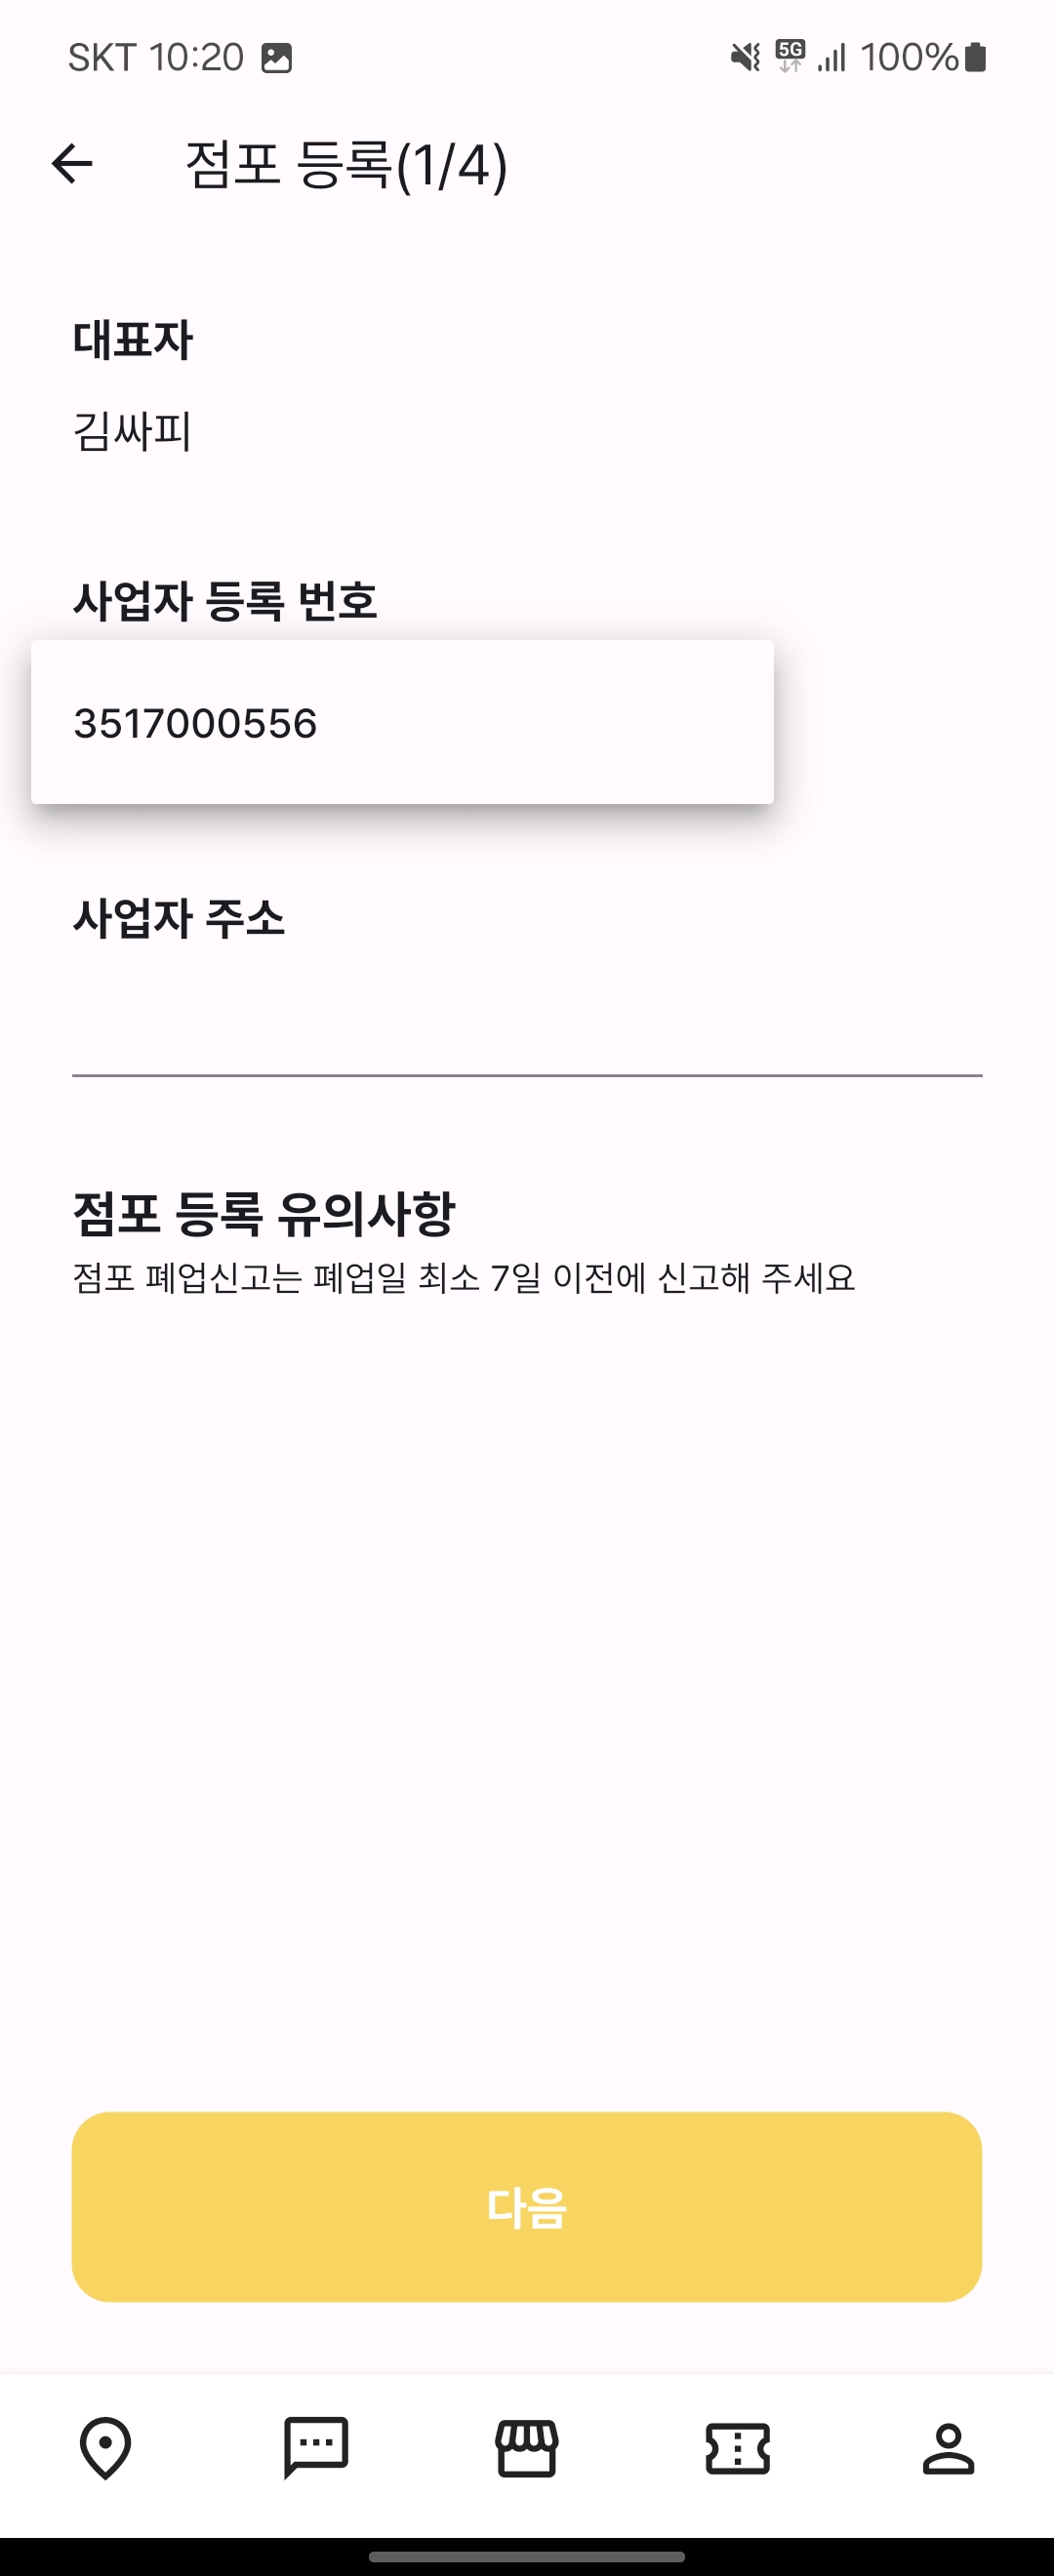 SKT 10:20 5G 100%
점포 등록(1/4)
대표자
김싸피
사업자 등록 번호
3517000556
사업자 주소
점포 등록 유의사항
점포 폐업신고는 폐업일 최소 7일 이전에 신고해 주세요
다음